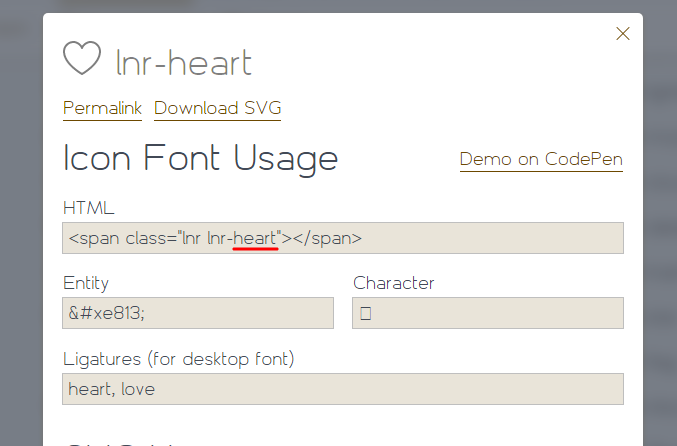 lnr-heart
Permalink Download SVG
Icon Font Usage
Demo on CodePen
HTML
<span class="lnr lnr-heart"></span>
Entity Character
&#xe813;
Ligatures (for desktop font)
heart, love